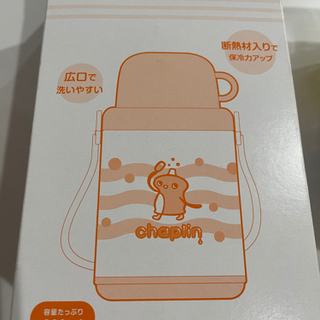 断熱材入りで
保冷力アップ
広口で
洗いやすい
chaplin
容量たっぷり